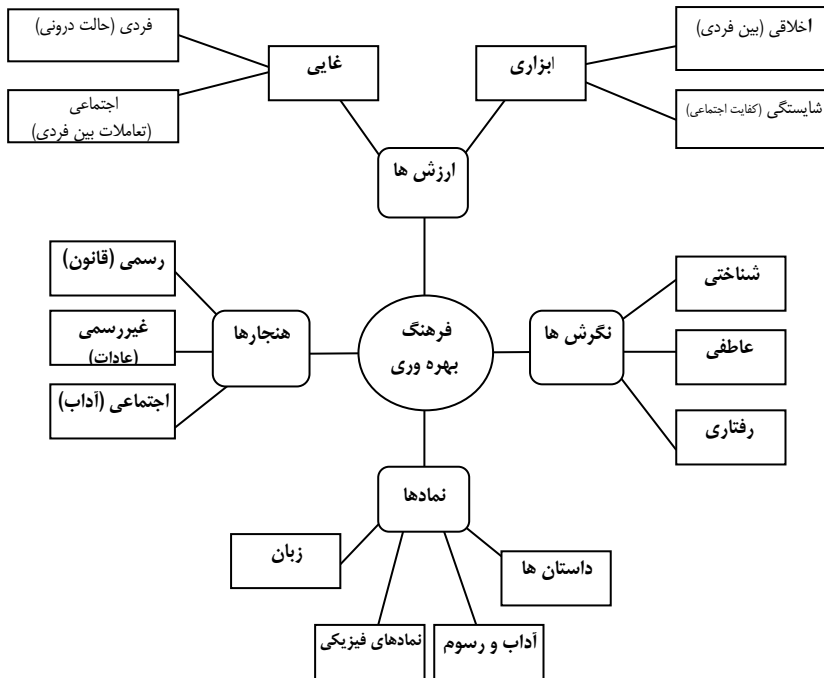 اخلاقی (بین فردی)
فردی (حالت درونی)
ابزاری
غایی
شایستگی (کفایت اجتماعی)
اجتماعی
(تعاملات بین فردی)
ارزش ها
شناختی
رسمی (قانون)
نگرش ها
فرهنگ
بهره وری
هنجارها
عاطفی
غیررسمی
(عادات)
رفتاری
اجتماعی (آداب)
نمادها
داستان ها
زبان
آداب و رسوم
نمادهای فیزیکی